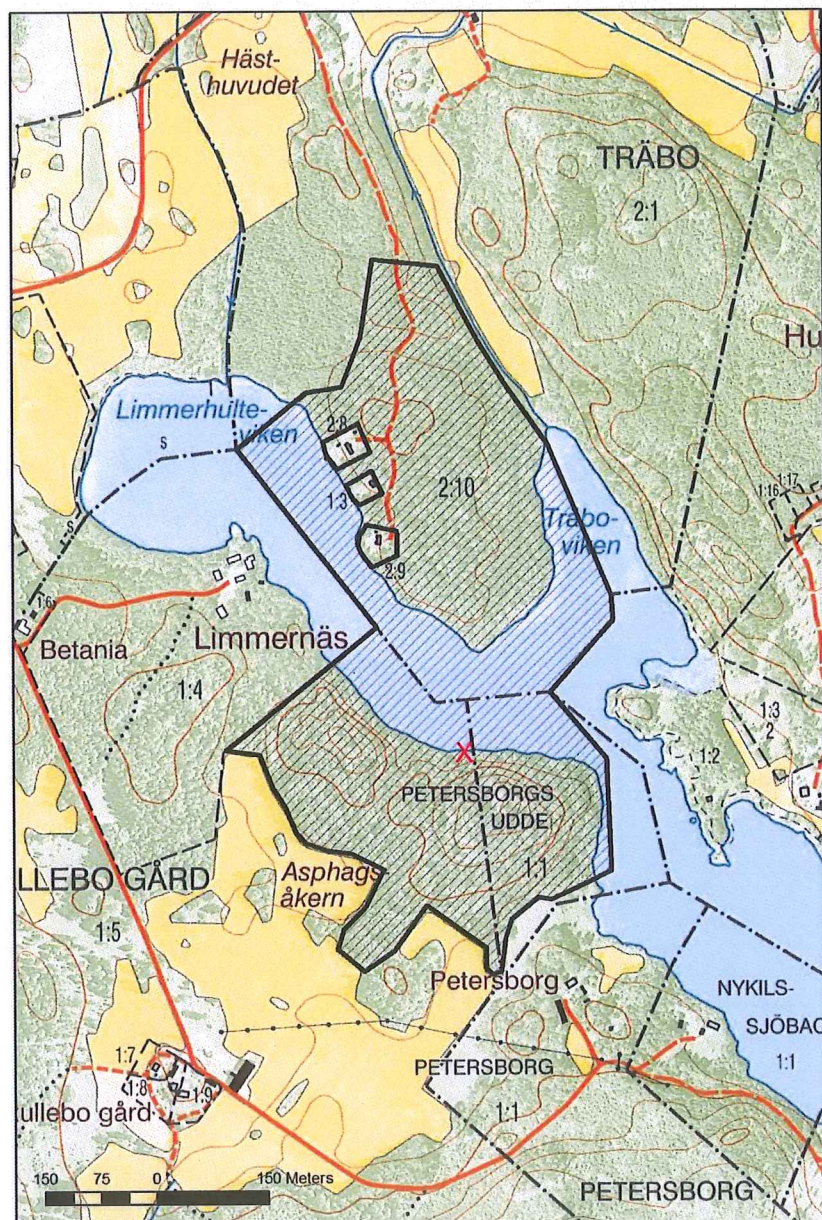 Häst-
huvudet
TRÄBO
2:1
Hu
Limmerhulte-
viken
S
2:8
2:10
1:3
1:17
1:16
Träbo-
viken
2:9
S
1:6
Betania
Limmernäs
1:4
1:3
2
1:2
PETERSBORGS
UDDE
1:1
Asphags
åkern
LLEBO GÅRD
1:5
Petersborg
NYKILS-
SJÖBAC
1:1
PETERSBORG
1:1
1:7
1:8
1:9
ullebo gård
150 75 0 150 Meters
PETERSBORG